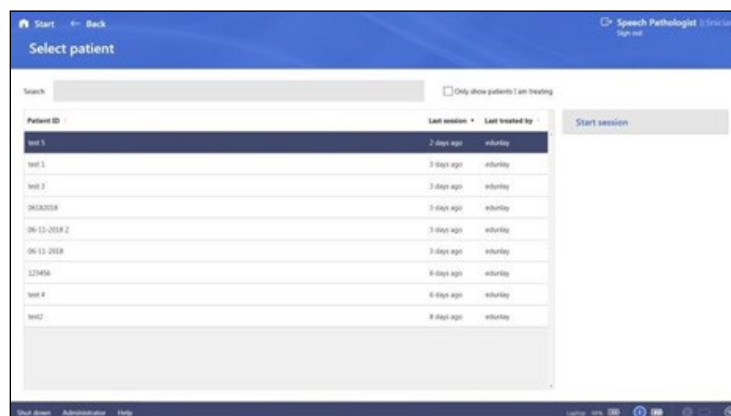 Start Back Speech Pathologist (clinician
Sign out
Select patient
Search Only show patients I am treating
Patient ID Last session Last treated by Start session
test 5 2 days ago edunlay
test 1 3 days ago edunlay
test 3 3 days ago edunlay
06182018 3 days ago edunlay
06-11-2018 2 3 days ago edunlay
06-11-2018 3 days ago edunlay
123456 6 days ago edunlay
test 4 6 days ago edunlay
test2 8 days ago edunlay
Shut down Administrator Help Laptop